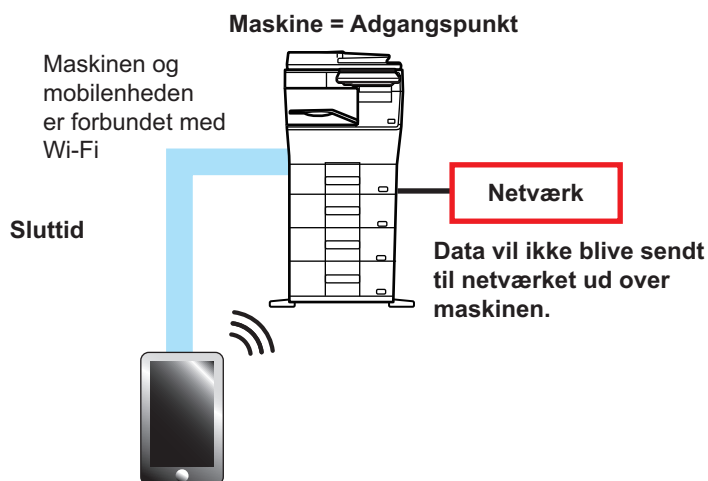 Maskine = Adgangspunkt
Maskinen og
mobilenheden
er forbundet med
Wi-Fi
Netværk
Sluttid
Data vil ikke blive sendt
til netværket ud over
maskinen.